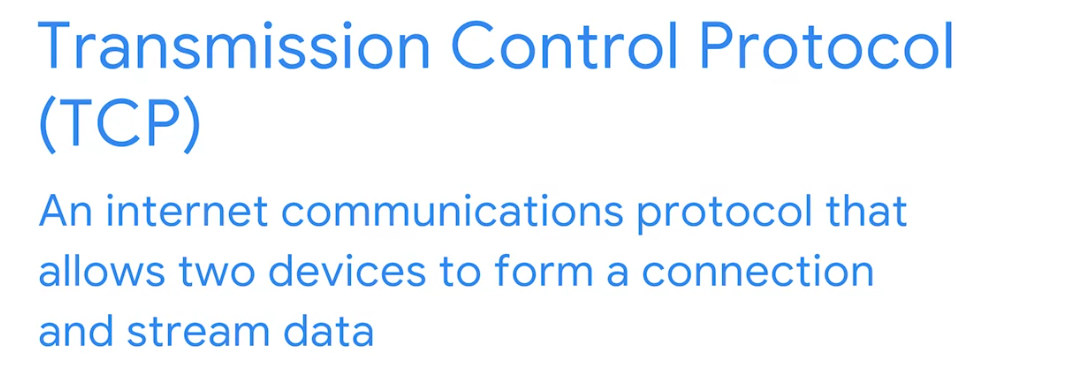 Transmission Control Protocol
(TCP)
An internet communications protocol that
allows two devices to form a connection
and stream data